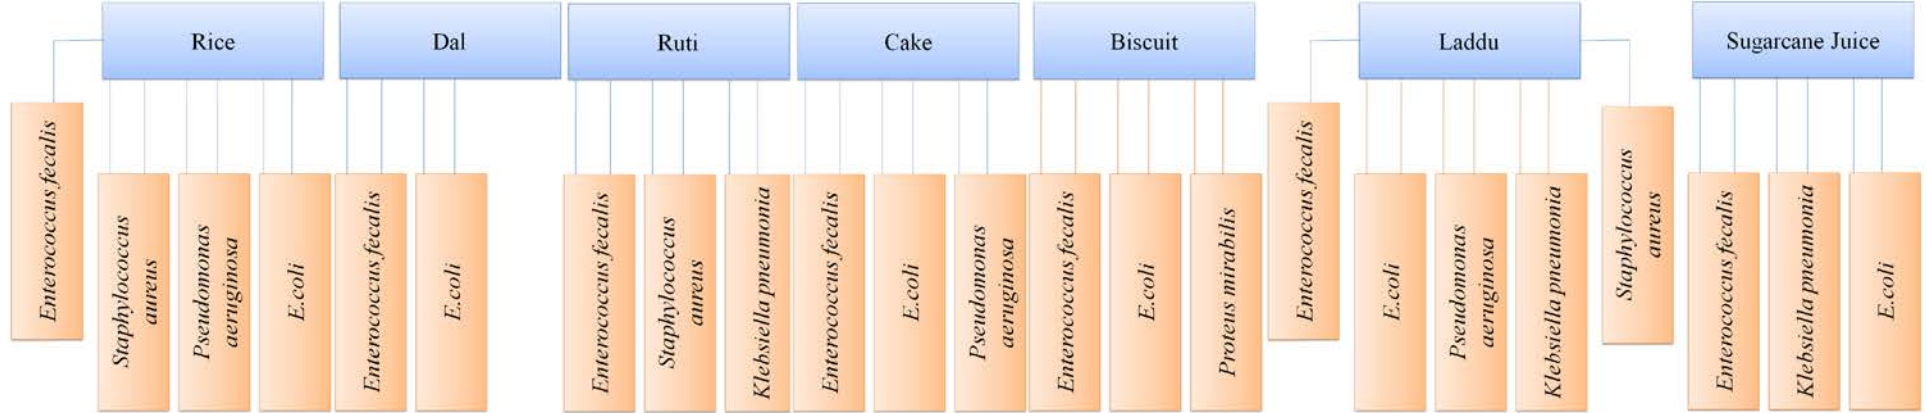 Rice
Dal
Ruti
Cake
Biscuit
Laddu
Sugarcane Juice
Enterococcus fecalis
Staphylococcus
aureus
Pseudomonas
aeruginosa
E.coli
Enterococcus fecalis
E.coli
Enterococcus fecalis
Staphylococcus
aureus
Klebsiella pneumonia
Enterococcus fecalis
E.coli
Pseudomonas
aeruginosa
Enterococcus fecalis
E.coli
Proteus mirabilis
Enterococcus fecalis
E.coli
Pseudomonas
aeruginosa
Klebsiella pneumonia
Staphylococcus
aureus
Enterococcus fecalis
Klebsiella pneumonia
E.coli